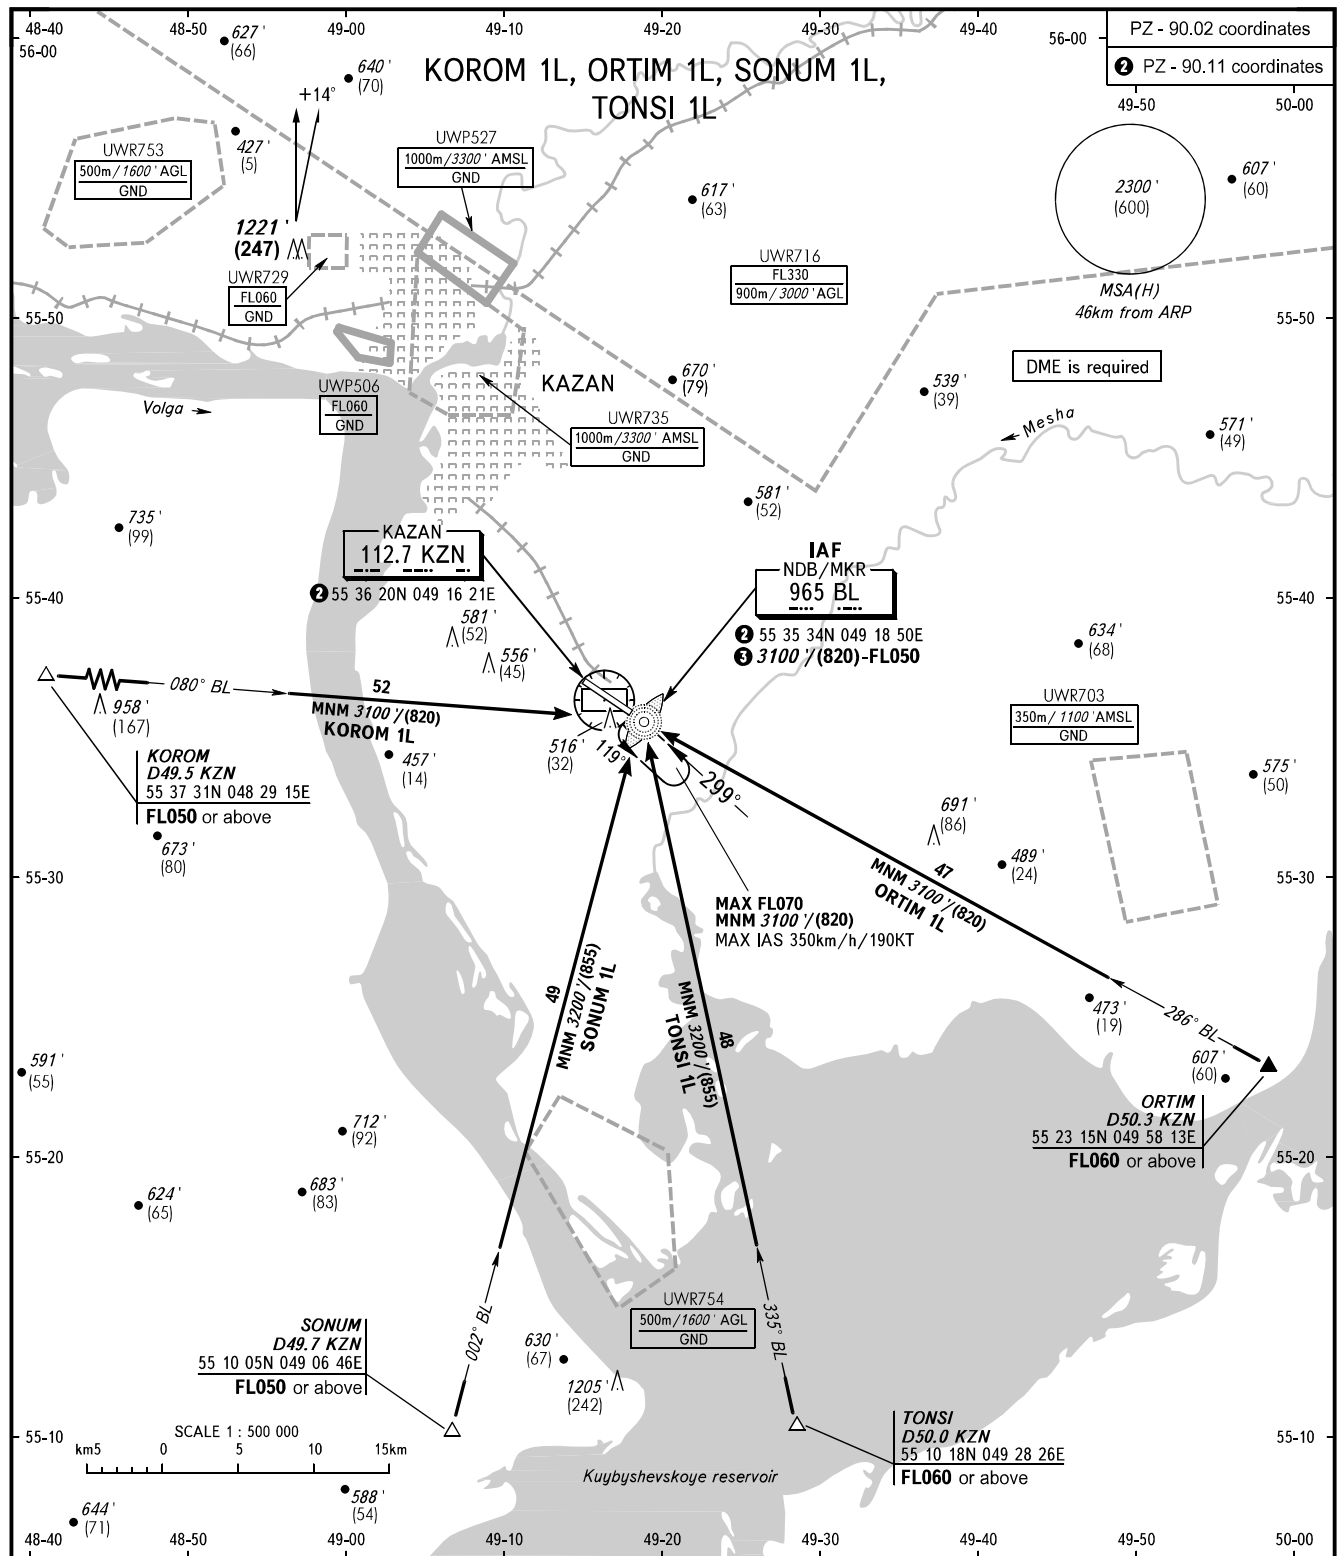 48-40
48-50
49-00
49-10
49-20
49-30
49-40
56-00
56-00
PZ - 90.02 coordinates
2 PZ - 90.11 coordinates
49-50
50-00
KOROM 1L, ORTIM 1L, SONUM 1L,
TONSI 1L
627'
(66)
640'
(70)
+14°
427'
(5)
UWR753
500m/1600' AGL
GND
UWP527
1000m/3300' AMSL
GND
617'
(63)
2300'
(600)
607'
(60)
MSA(H)
46km from ARP
1221'
(247)
UWR729
FL060
GND
UWR716
FL330
900m/3000' AGL
55-50
55-50
DME is required
670'
(79)
539'
(39)
571'
(49)
KAZAN
UWP506
FL060
GND
Volga
UWR735
1000m/3300' AMSL
GND
Mesha
735'
(99)
581'
(52)
KAZAN
112.7 KZN
2 55 36 20N 049 16 21E
IAF
NDB/MKR
965 BL
2 55 35 34N 049 18 50E
3 3100'/(820)-FL050
55-40
55-40
581'
(52)
556'
(45)
634'
(68)
080° BL
52
MNM 3100'/(820)
KOROM 1L
958'
(167)
516'
(32)
119°
299°
457'
(14)
UWR703
350m/1100' AMSL
GND
575'
(50)
KOROM
D49.5 KZN
55 37 31N 048 29 15E
FL050 or above
673'
(80)
691'
(86)
489'
(24)
55-30
55-30
47
MNM 3100'/(820)
ORTIM 1L
MAX FL070
MNM 3100'/(820)
MAX IAS 350km/h/190KT
49
MNM 3200'/(855)
SONUM 1L
48
MNM 3200'/(855)
TONSI 1L
473'
(19)
286° BL
607'
(60)
591'
(55)
ORTIM
D50.3 KZN
55 23 15N 049 58 13E
FL060 or above
712'
(92)
55-20
55-20
683'
(83)
624'
(65)
UWR754
500m/1600' AGL
GND
002° BL
335° BL
SONUM
D49.7 KZN
55 10 05N 049 06 46E
FL050 or above
630'
(67)
1205'
(242)
TONSI
D50.0 KZN
55 10 18N 049 28 26E
FL060 or above
55-10
55-10
SCALE 1 : 500 000
km5 0 5 10 15km
Kuybyshevskoye reservoir
588'
(54)
644'
(71)
48-40
48-50
49-00
49-10
49-20
49-30
49-40
49-50
50-00